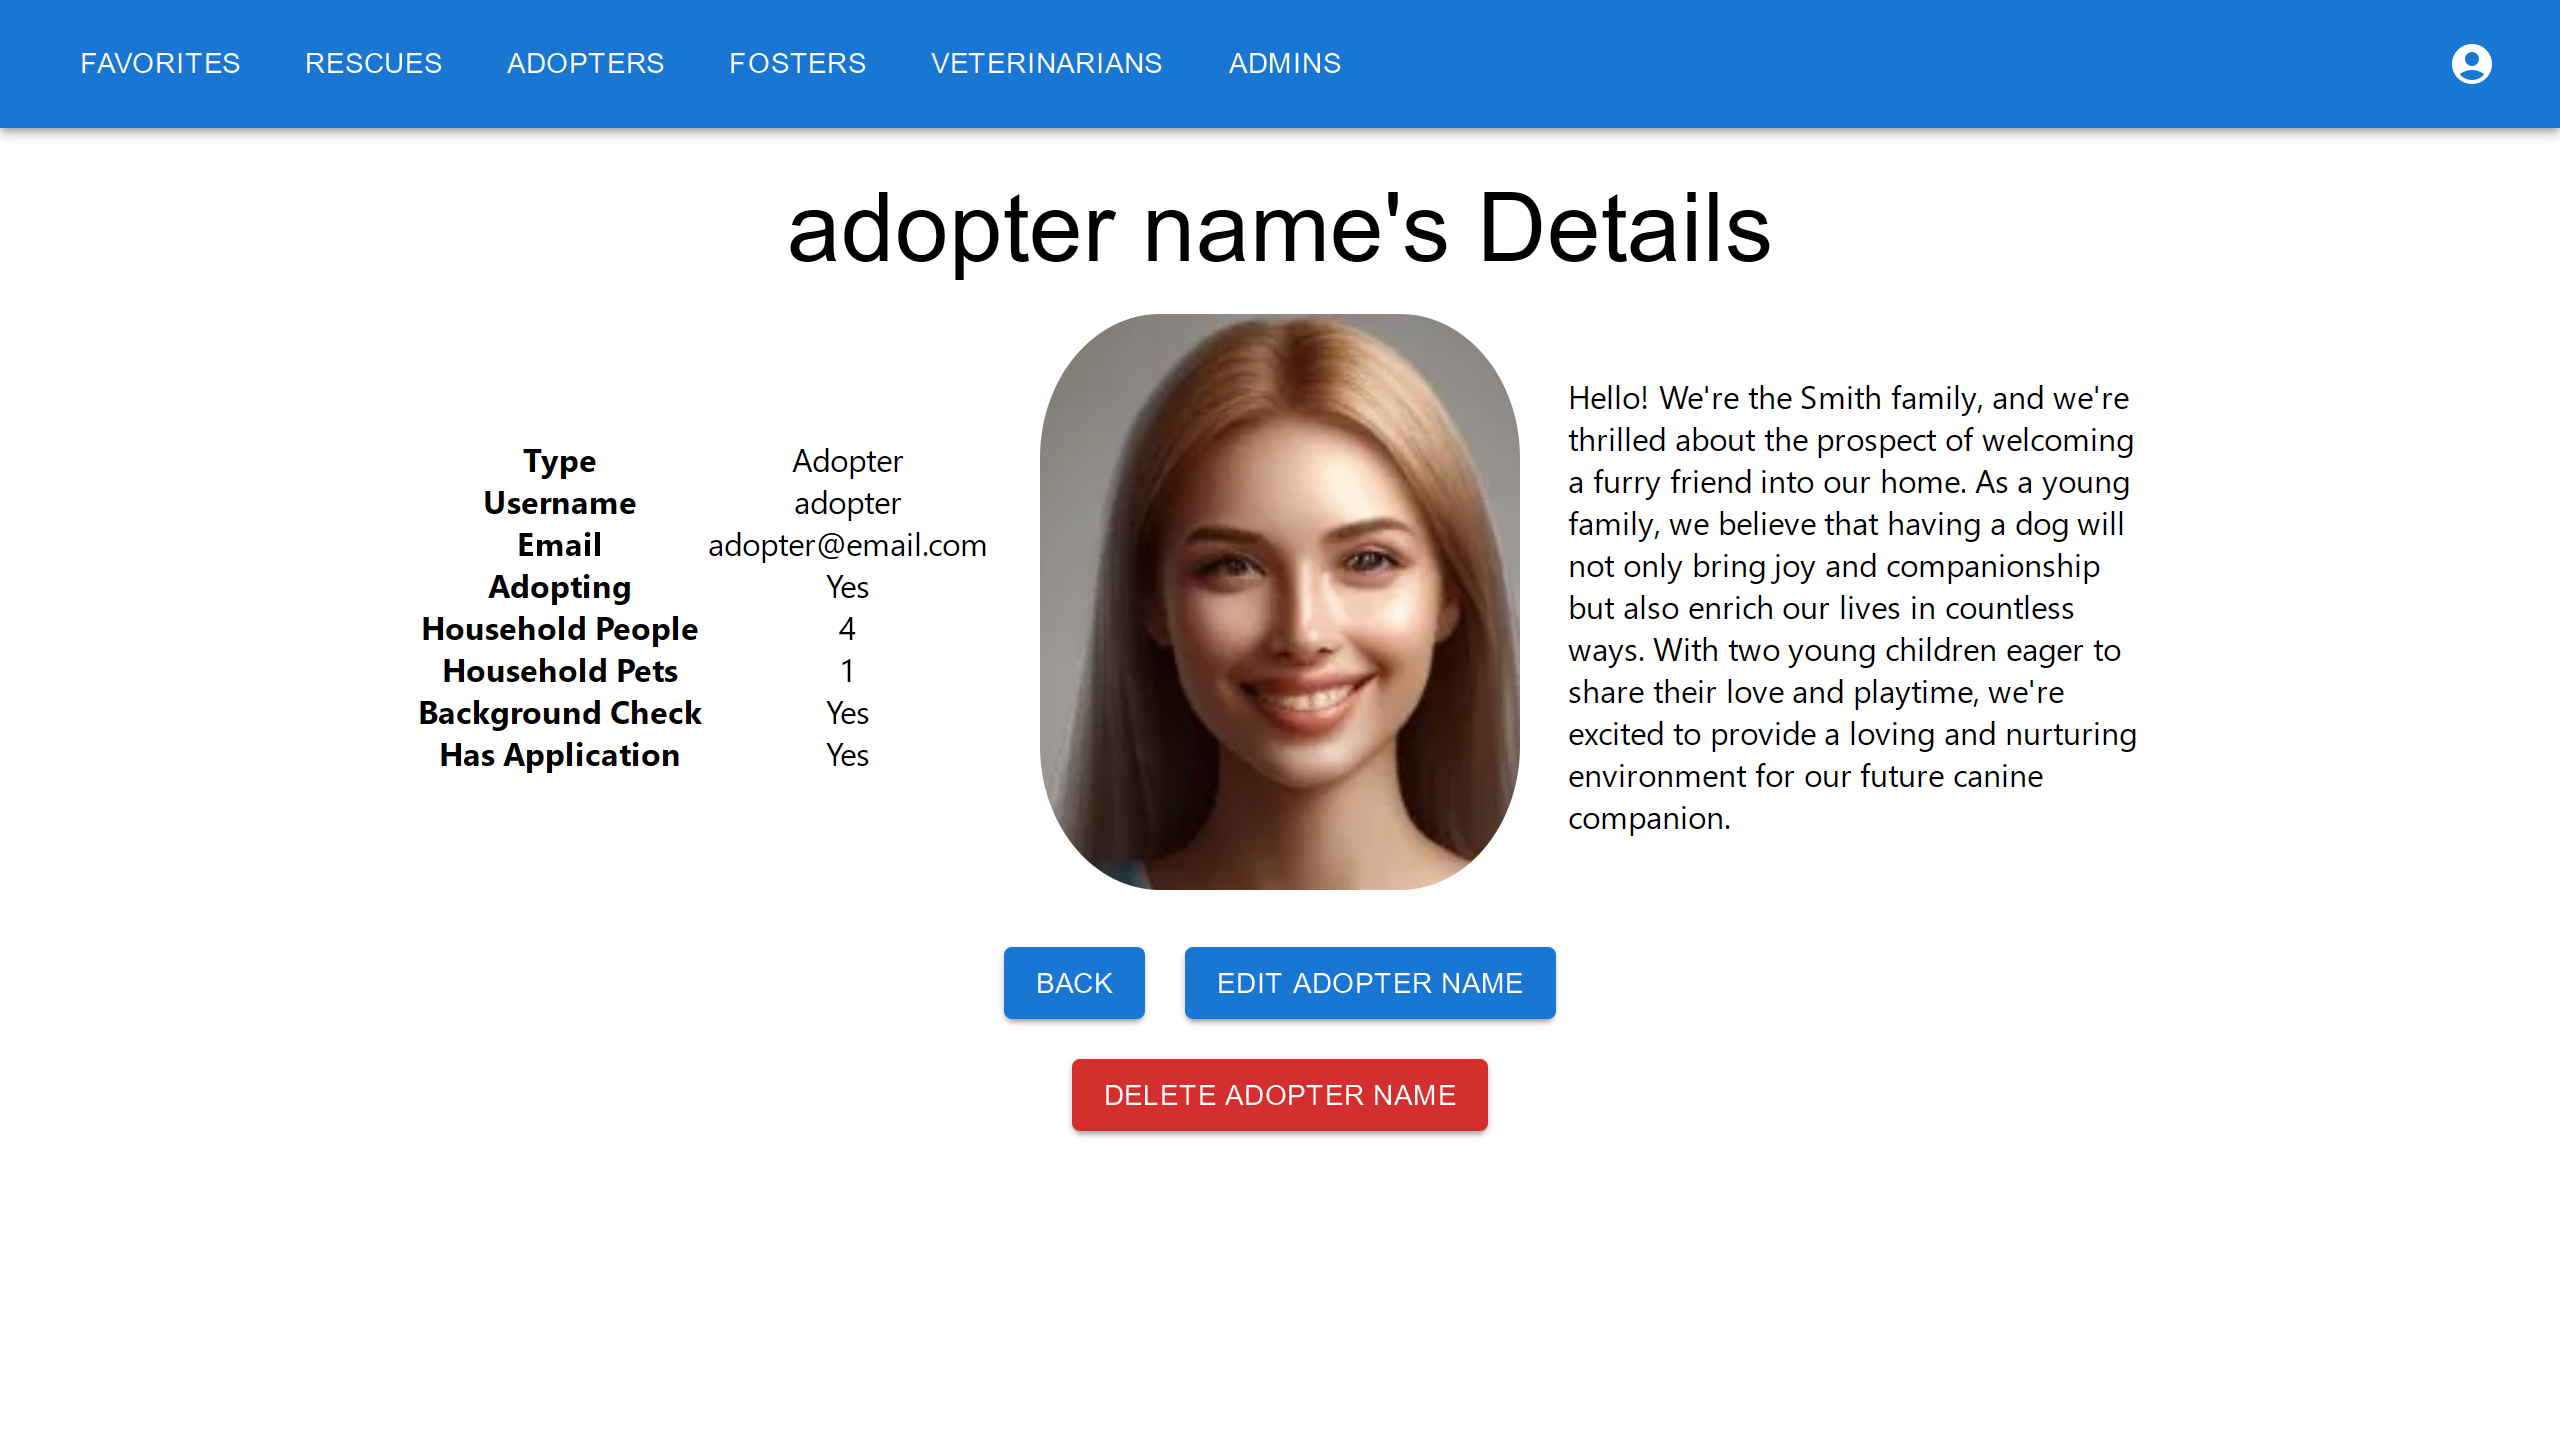 FAVORITES RESCUES ADOPTERS FOSTERS VETERINARIANS ADMINS
adopter name's Details
Type Adopter
Username adopter
Email adopter@email.com
Adopting Yes
Household People 4
Household Pets 1
Background Check Yes
Has Application Yes
Hello! We're the Smith family, and we're
thrilled about the prospect of welcoming
a furry friend into our home. As a young
family, we believe that having a dog will
not only bring joy and companionship
but also enrich our lives in countless
ways. With two young children eager to
share their love and playtime, we're
excited to provide a loving and nurturing
environment for our future canine
companion.
BACK EDIT ADOPTER NAME
DELETE ADOPTER NAME